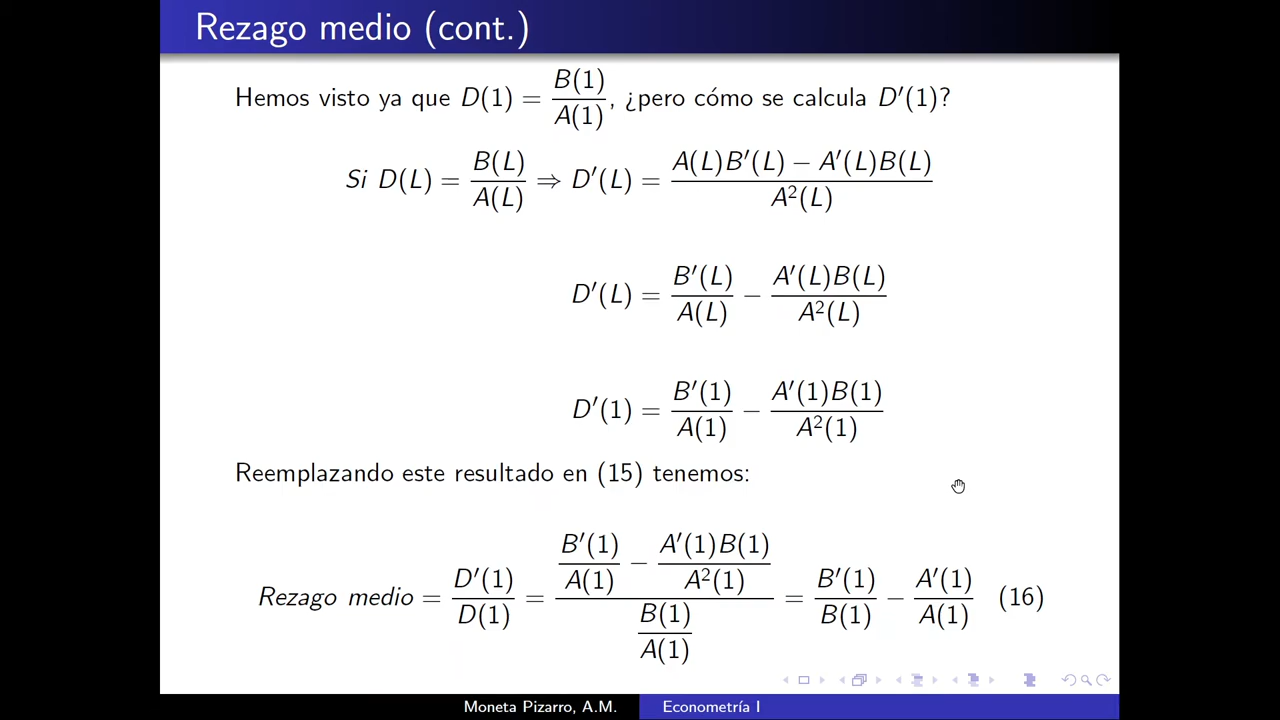 Rezago medio (cont.)
Hemos visto ya que D(1) = B(1)/A(1), ¿pero cómo se calcula D′(1)?
Si D(L) = B(L)/A(L) ⇒ D′(L) = (A(L)B′(L) − A′(L)B(L))/A²(L)
D′(L) = B′(L)/A(L) − A′(L)B(L)/A²(L)
D′(1) = B′(1)/A(1) − A′(1)B(1)/A²(1)
Reemplazando este resultado en (15) tenemos:
Rezago medio = D′(1)/D(1) = (B′(1)/A(1) − A′(1)B(1)/A²(1))/(B(1)/A(1)) = B′(1)/B(1) − A′(1)/A(1) (16)
Moneta Pizarro, A.M. Econometría I